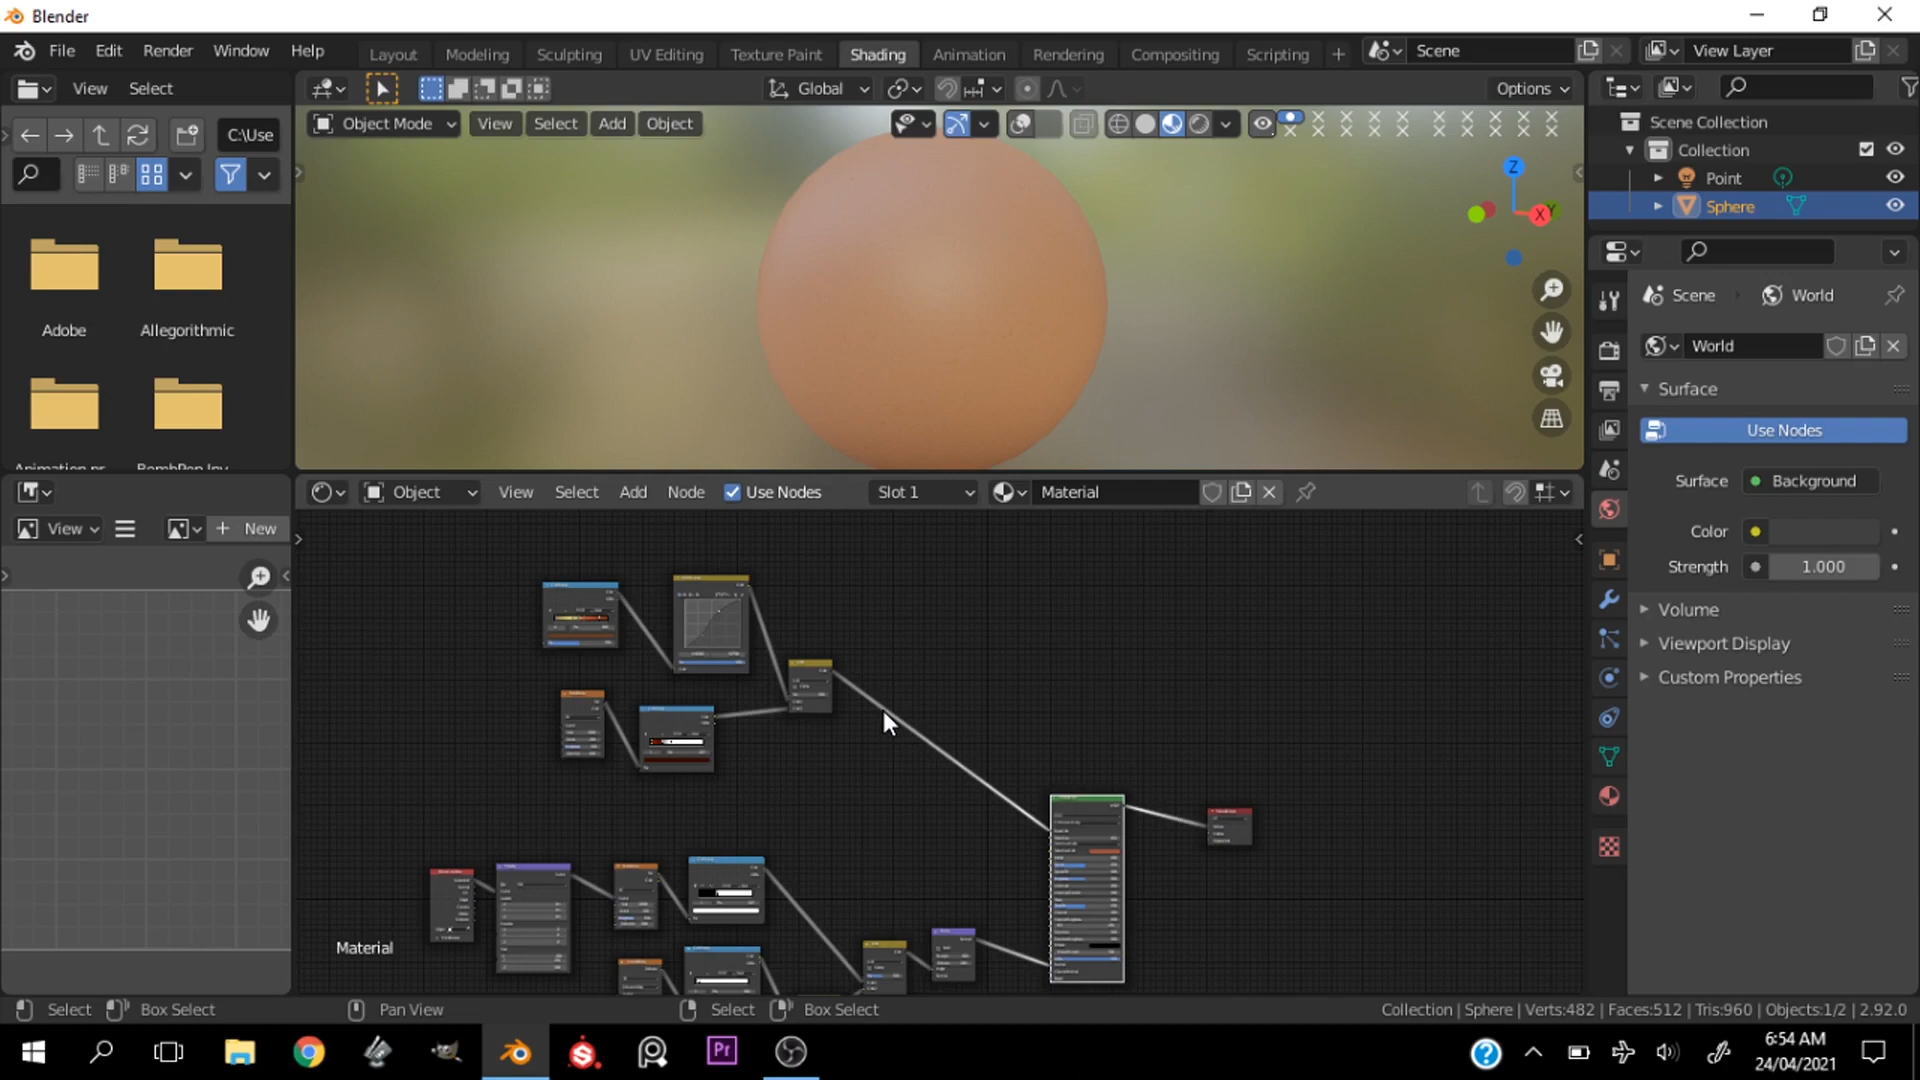 Blender
File Edit Render Window Help
Layout Modeling Sculpting UV Editing Texture Paint Shading Animation Rendering Compositing Scripting +
Scene
View Layer
View Select
Global
Options
C:\Use
Object Mode View Select Add Object
Z
X
Y
Scene Collection
Collection
Point
Sphere
Adobe
Allegorithmic
Scene
World
World
Surface
Use Nodes
Surface
Background
Color
Strength
1.000
Volume
Viewport Display
Custom Properties
Object View Select Add Node Use Nodes Slot 1 Material
View
+ New
Material
Select Box Select Pan View Select Box Select
Collection | Sphere | Verts:482 | Faces:512 | Tris:960 | Objects:1/2 | 2.92.0
Pr
6:54 AM
24/04/2021